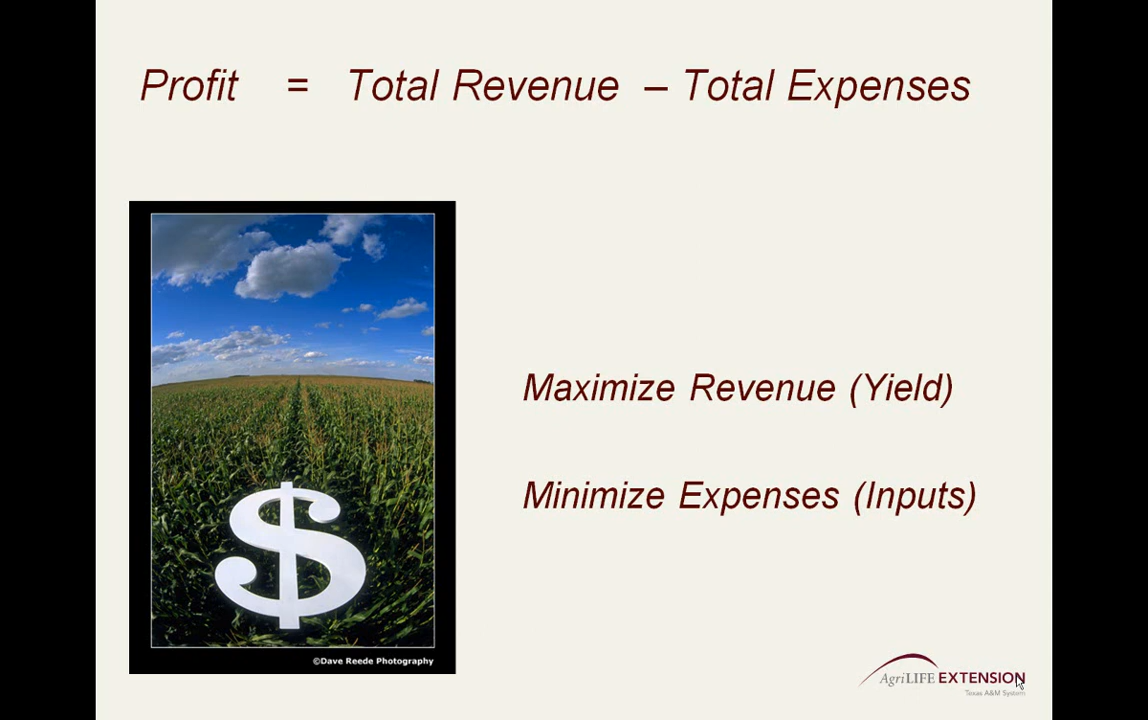 Profit = Total Revenue – Total Expenses
Maximize Revenue (Yield)
Minimize Expenses (Inputs)
$
©Dave Reede Photography
AgriLIFE EXTENSION
Texas A&M System